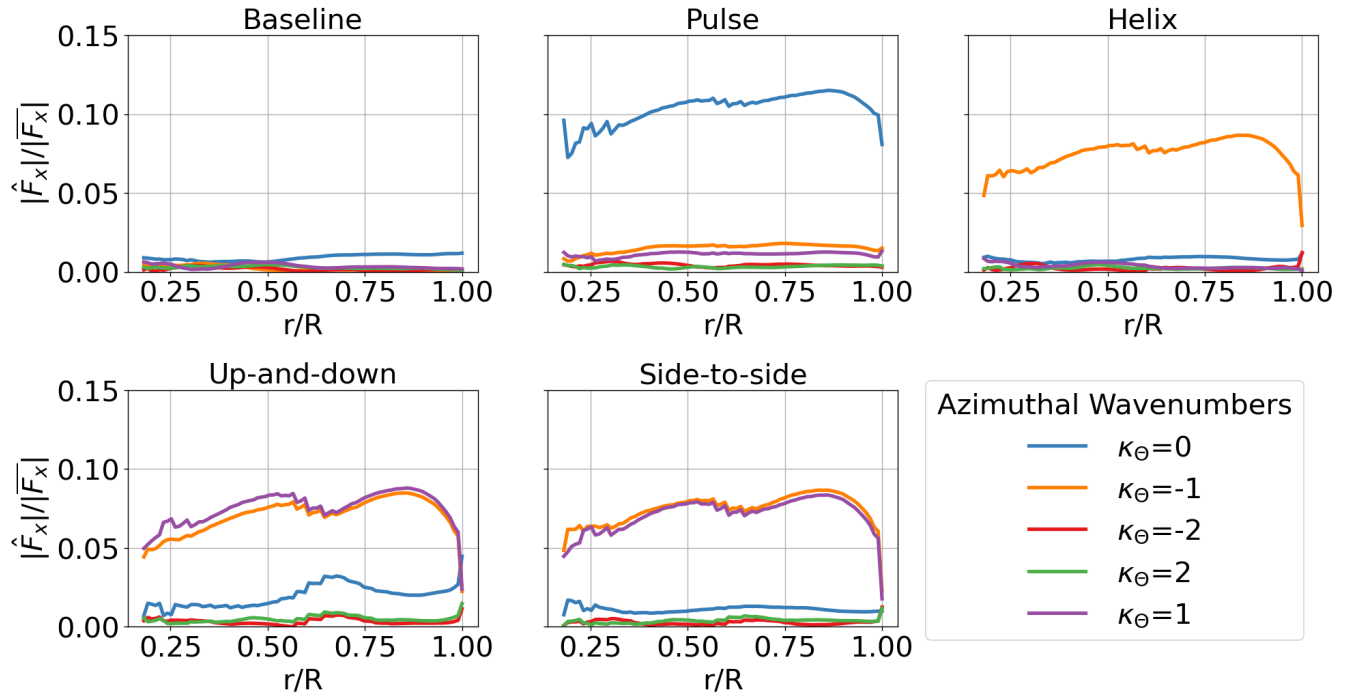 Baseline
Pulse
Helix
0.15
0.10
0.05
0.00
|F̂ₓ|/|F̅ₓ|
0.25 0.50 0.75 1.00
0.25 0.50 0.75 1.00
0.25 0.50 0.75 1.00
r/R
r/R
r/R
Up-and-down
Side-to-side
0.15
0.10
0.05
0.00
|F̂ₓ|/|F̅ₓ|
0.25 0.50 0.75 1.00
0.25 0.50 0.75 1.00
r/R
r/R
Azimuthal Wavenumbers
κΘ=0
κΘ=-1
κΘ=-2
κΘ=2
κΘ=1